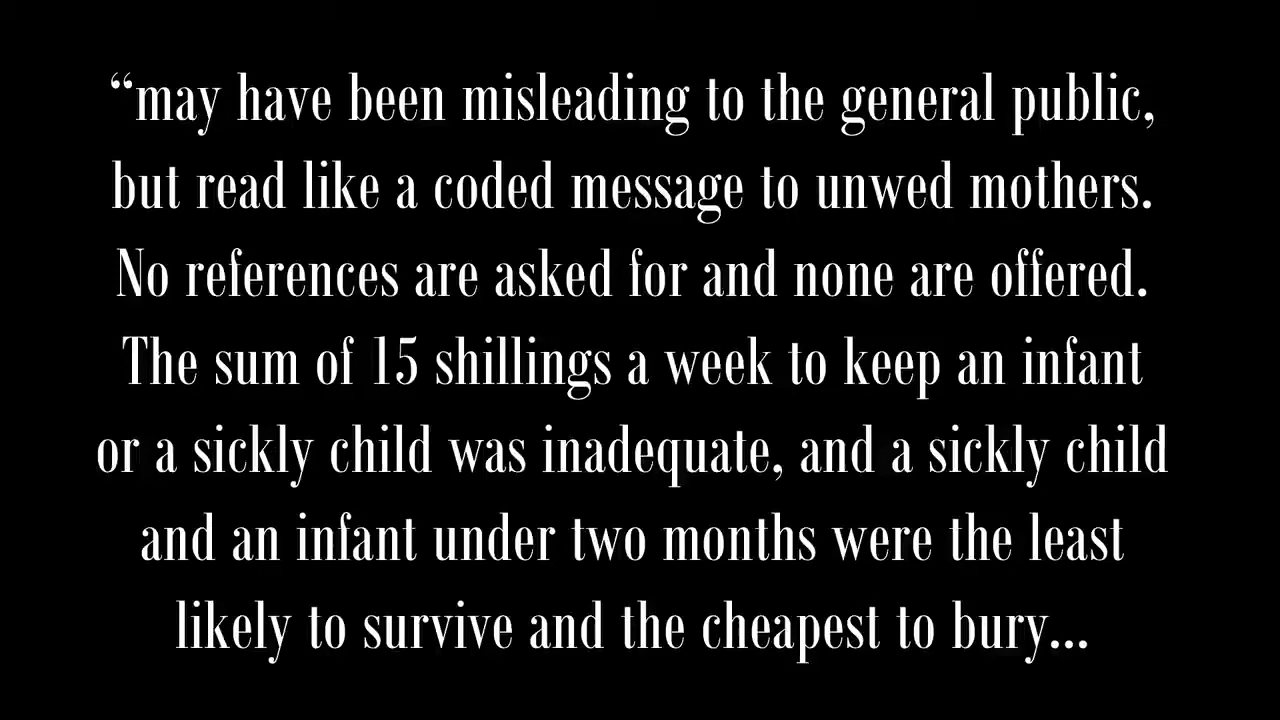 “may have been misleading to the general public,
but read like a coded message to unwed mothers.
No references are asked for and none are offered.
The sum of 15 shillings a week to keep an infant
or a sickly child was inadequate, and a sickly child
and an infant under two months were the least
likely to survive and the cheapest to bury...